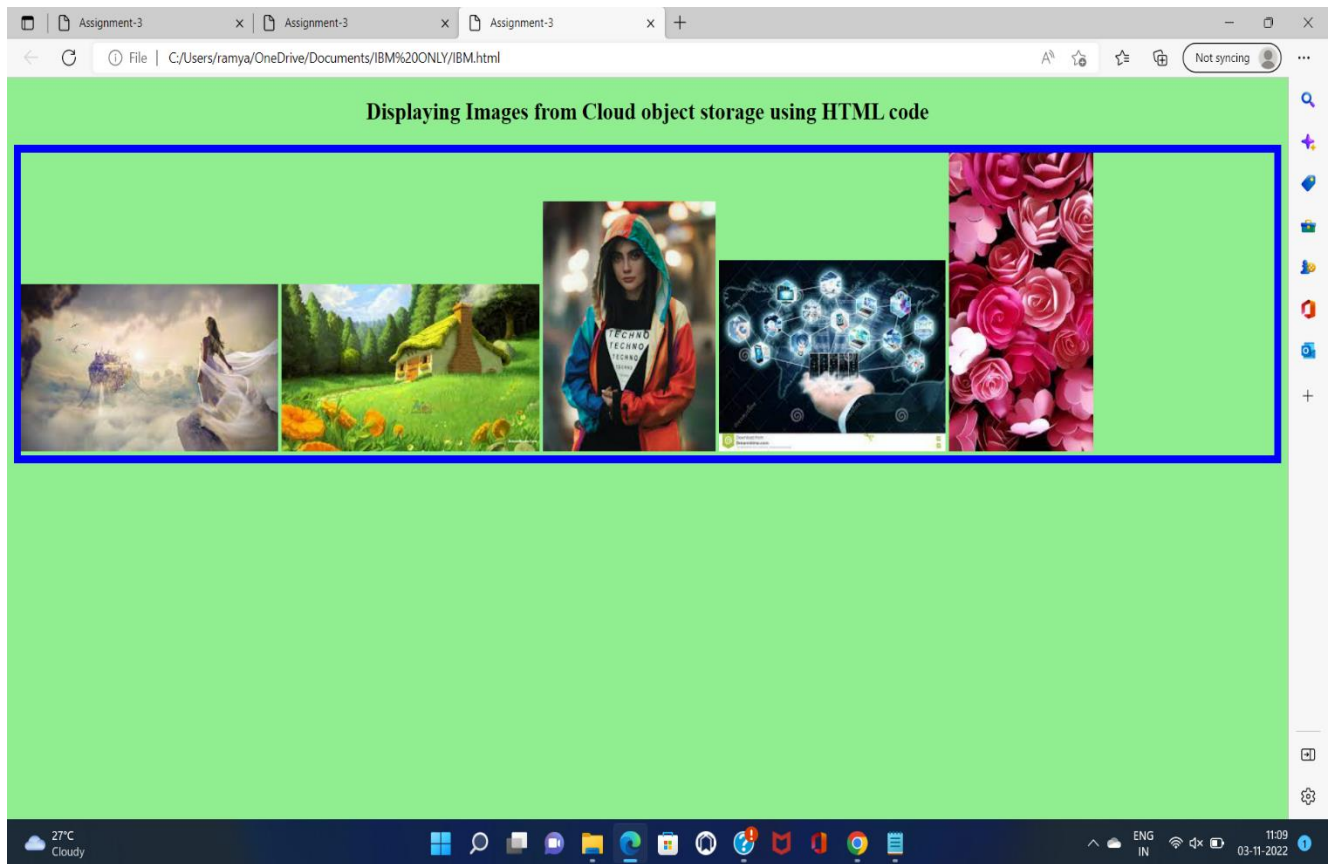 Assignment-3
Assignment-3
Assignment-3
File | C:/Users/ramya/OneDrive/Documents/IBM%20ONLY/IBM.html
Not syncing
Displaying Images from Cloud object storage using HTML code
TECHNO
TECHNO
TECHNO
27°C
Cloudy
ENG
IN
11:09
03-11-2022
1